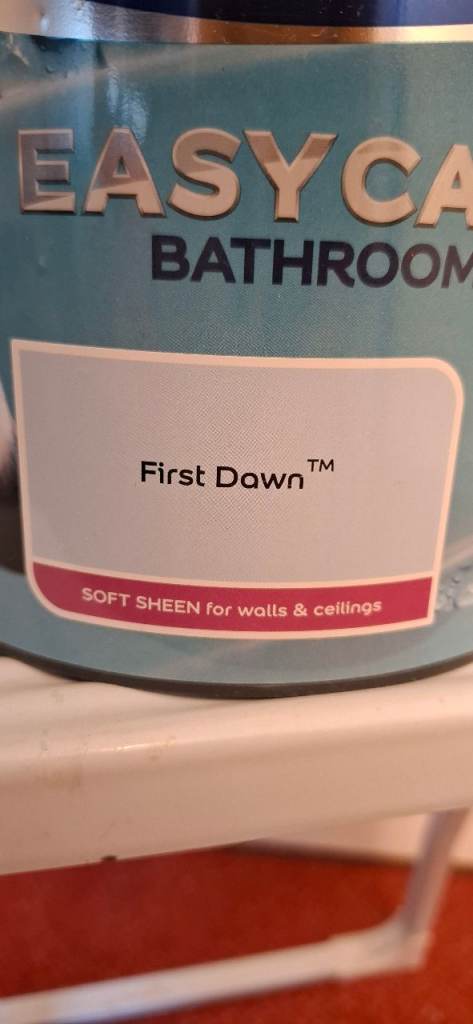 EASYCA
BATHROOM
First Dawn™
SOFT SHEEN for walls & ceilings